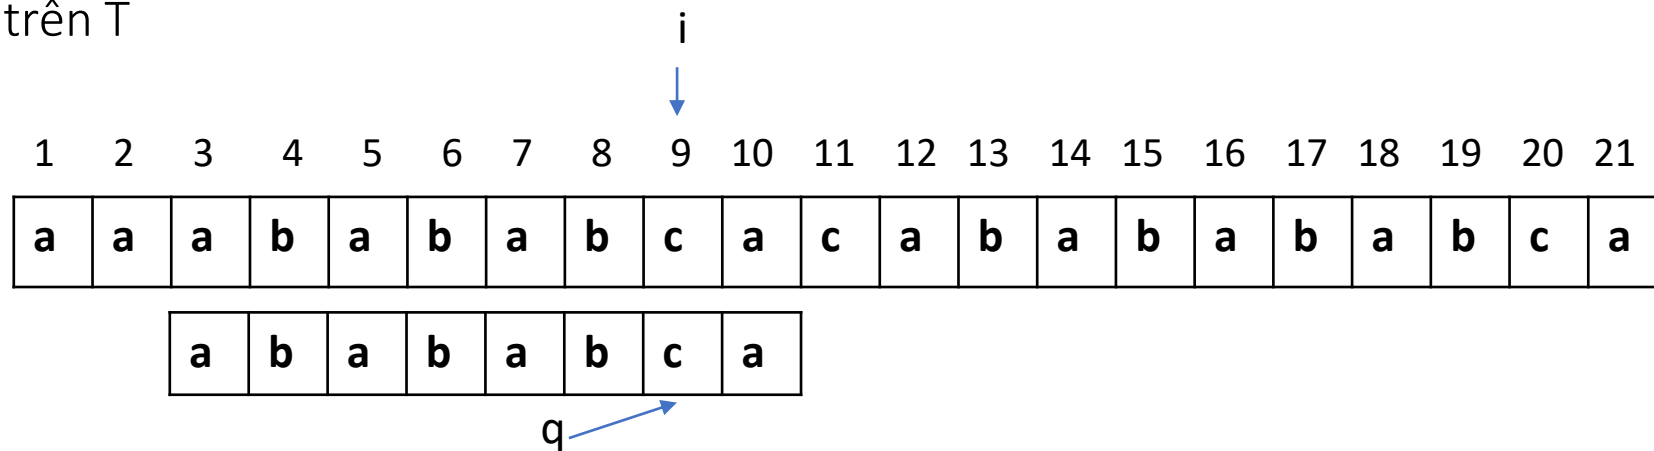 trên T
i
1 2 3 4 5 6 7 8 9 10 11 12 13 14 15 16 17 18 19 20 21
a a a b a b a b c a c a b a b a b a b c a
a b a b a b c a
q